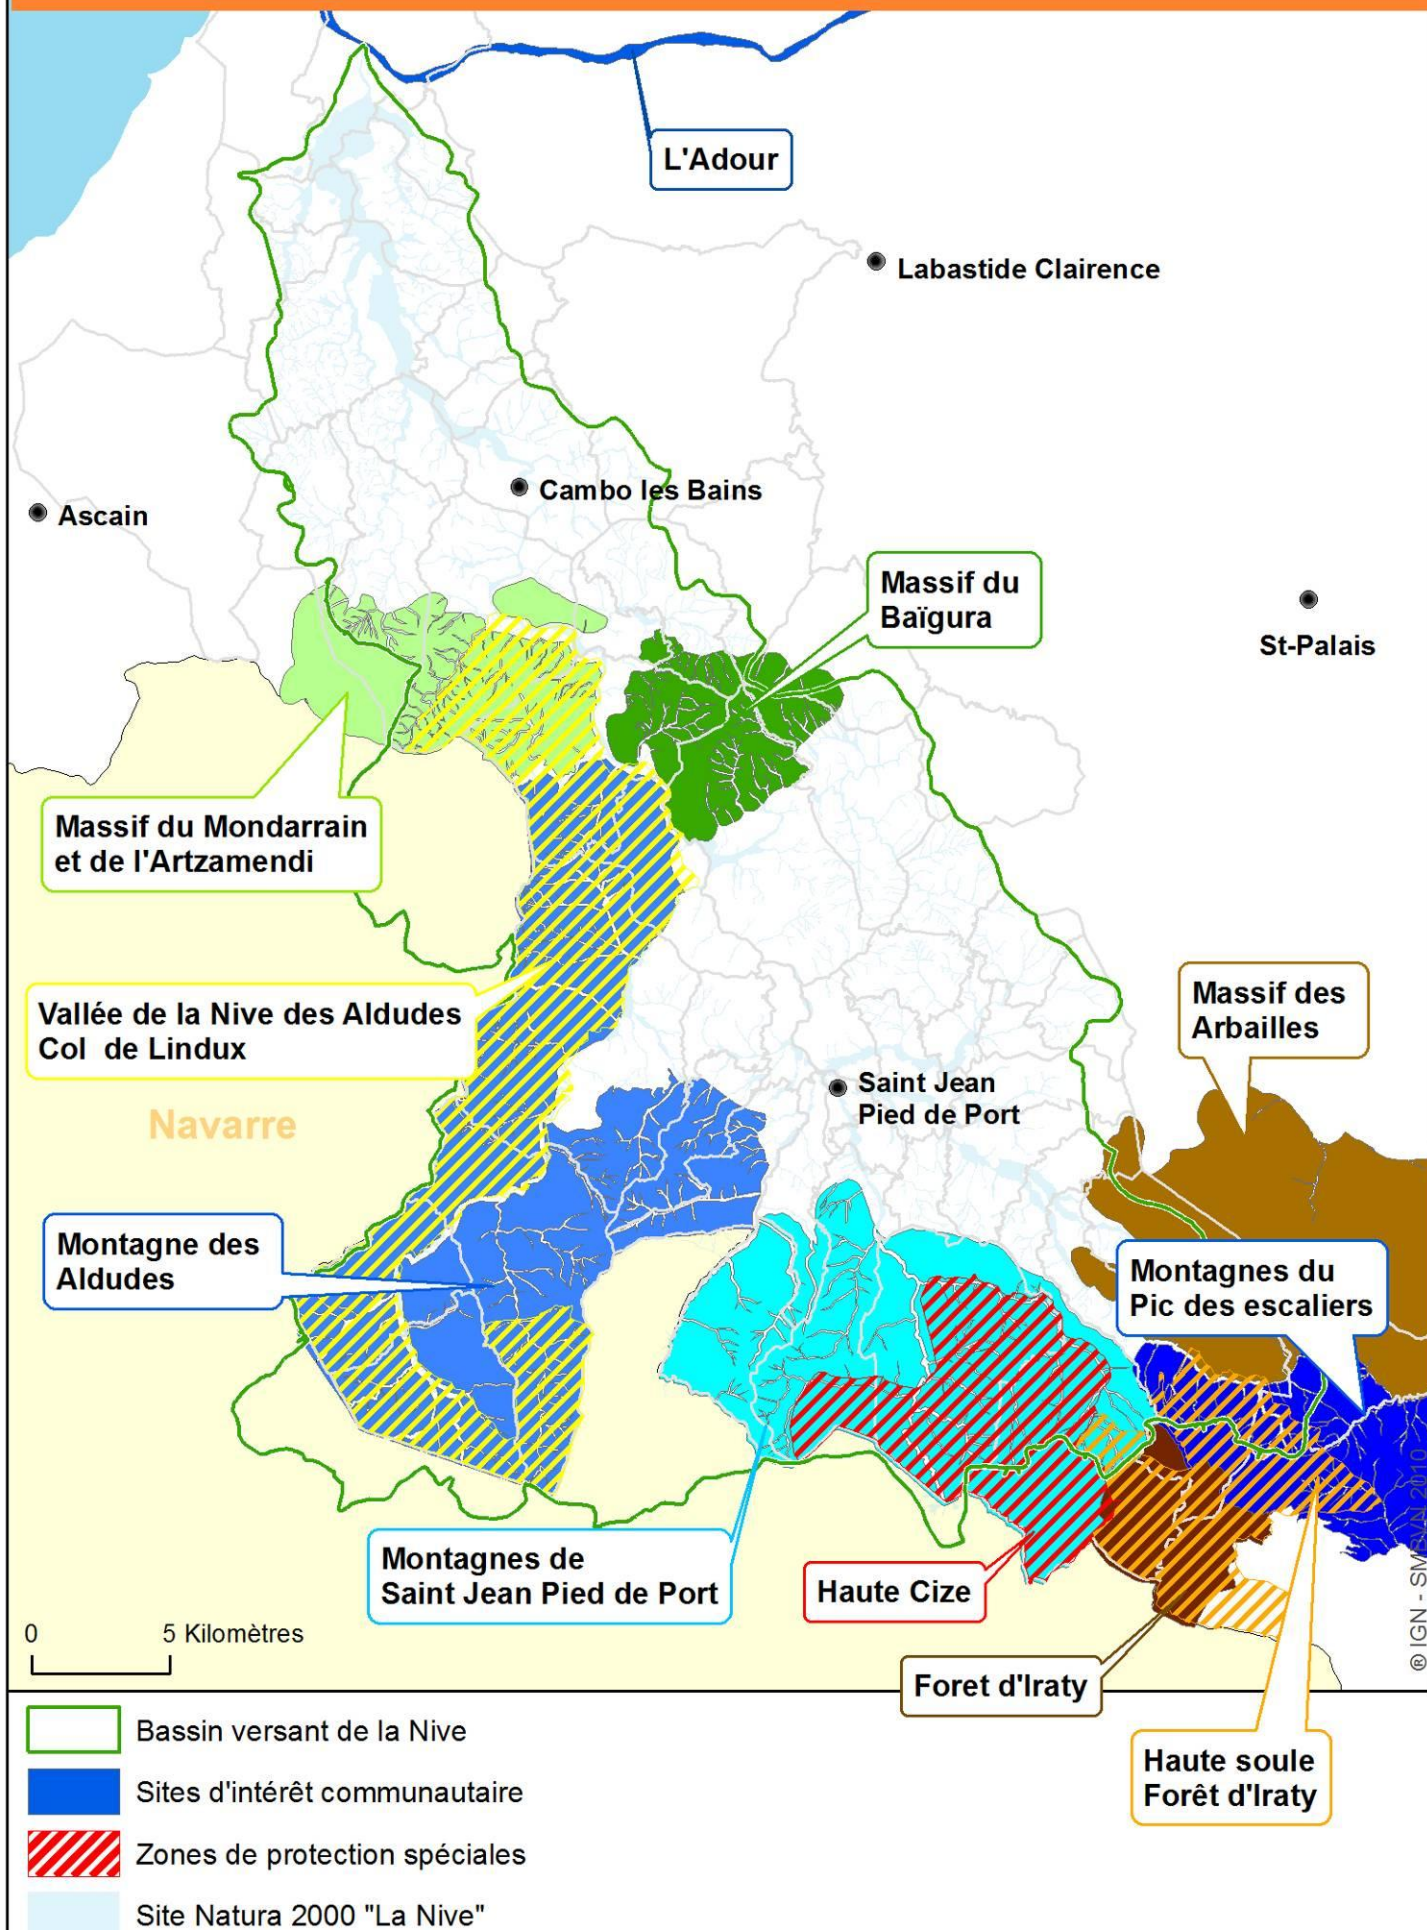 L'Adour
Labastide Clairence
Cambo les Bains
Ascain
Massif du
Baïgura
St-Palais
Massif du Mondarrain
et de l'Artzamendi
Massif des
Arbailles
Vallée de la Nive des Aldudes
Col de Lindux
Saint Jean
Pied de Port
Navarre
Montagne des
Aldudes
Montagnes du
Pic des escaliers
Montagnes de
Saint Jean Pied de Port
Haute Cize
0 5 Kilomètres
Foret d'Iraty
® IGN - SMBVN 2010
Haute soule
Forêt d'Iraty
Bassin versant de la Nive
Sites d'intérêt communautaire
Zones de protection spéciales
Site Natura 2000 "La Nive"